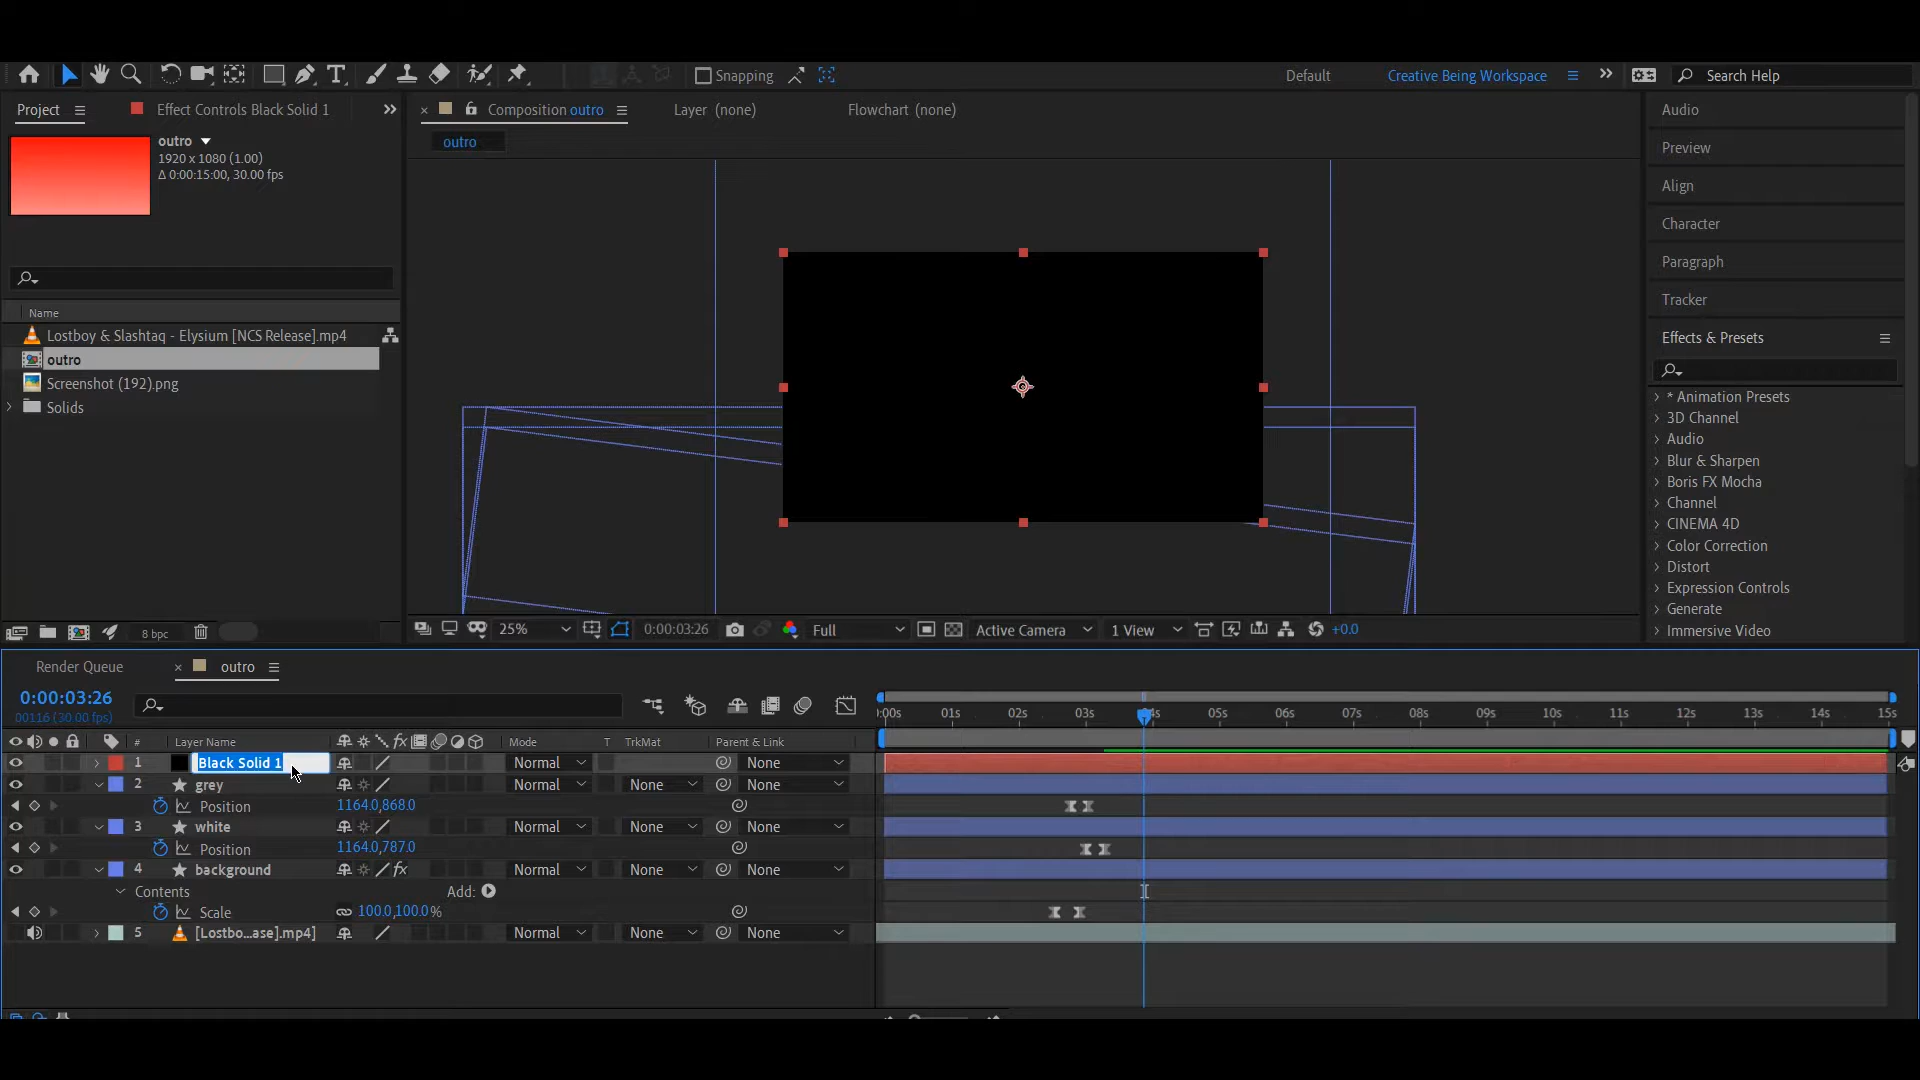 Snapping
Default
Creative Being Workspace
Search Help
Project
Effect Controls Black Solid 1
Composition outro
Layer (none)
Flowchart (none)
outro
1920 x 1080 (1.00)
Δ 0:00:15:00, 30.00 fps
outro
Name
Lostboy & Slashtaq - Elysium [NCS Release].mp4
outro
Screenshot (192).png
Solids
8 bpc
25%
0:00:03:26
Full
Active Camera
1 View
+0.0
Audio
Preview
Align
Character
Paragraph
Tracker
Effects & Presets
* Animation Presets
3D Channel
Audio
Blur & Sharpen
Boris FX Mocha
Channel
CINEMA 4D
Color Correction
Distort
Expression Controls
Generate
Immersive Video
Render Queue
outro
0:00:03:26
00116 (30.00 fps)
:00s 01s 02s 03s 04s 05s 06s 07s 08s 09s 10s 11s 12s 13s 14s 15s
# Layer Name Mode T TrkMat Parent & Link
1 Black Solid 1 Normal None
2 grey Normal None None
Position 1164.0,868.0
3 white Normal None None
Position 1164.0,787.0
4 background fx Normal None None
Contents Add:
Scale 100.0,100.0%
5 [Lostbo...ase].mp4] Normal None None